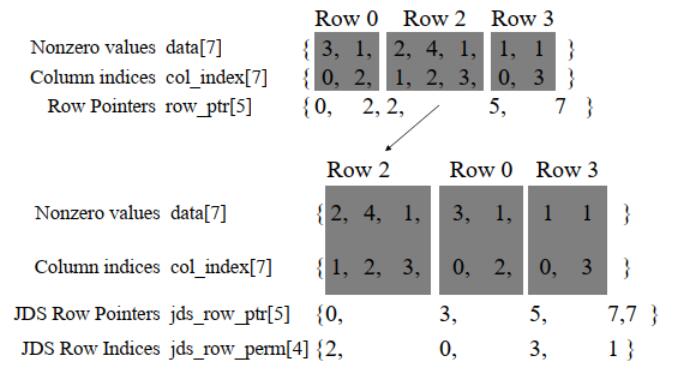 Row 0 Row 2 Row 3
Nonzero values data[7] { 3, 1, 2, 4, 1, 1, 1 }
Column indices col_index[7] { 0, 2, 1, 2, 3, 0, 3 }
Row Pointers row_ptr[5] {0, 2, 2, 5, 7 }
Row 2 Row 0 Row 3
Nonzero values data[7] { 2, 4, 1, 3, 1, 1 1 }
Column indices col_index[7] { 1, 2, 3, 0, 2, 0, 3 }
JDS Row Pointers jds_row_ptr[5] {0, 3, 5, 7,7 }
JDS Row Indices jds_row_perm[4] {2, 0, 3, 1 }